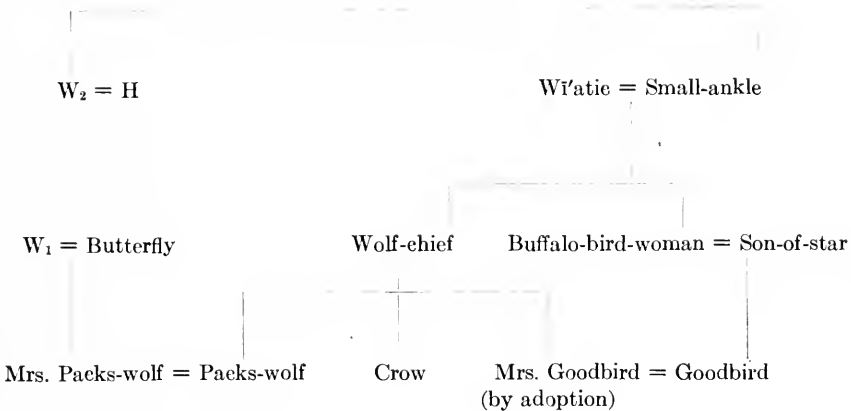 W₂ = H Wī′atie = Small-ankle
W₁ = Butterfly Wolf-chief Buffalo-bird-woman = Son-of-star
Mrs. Packs-wolf = Packs-wolf Crow Mrs. Goodbird = Goodbird
(by adoption)